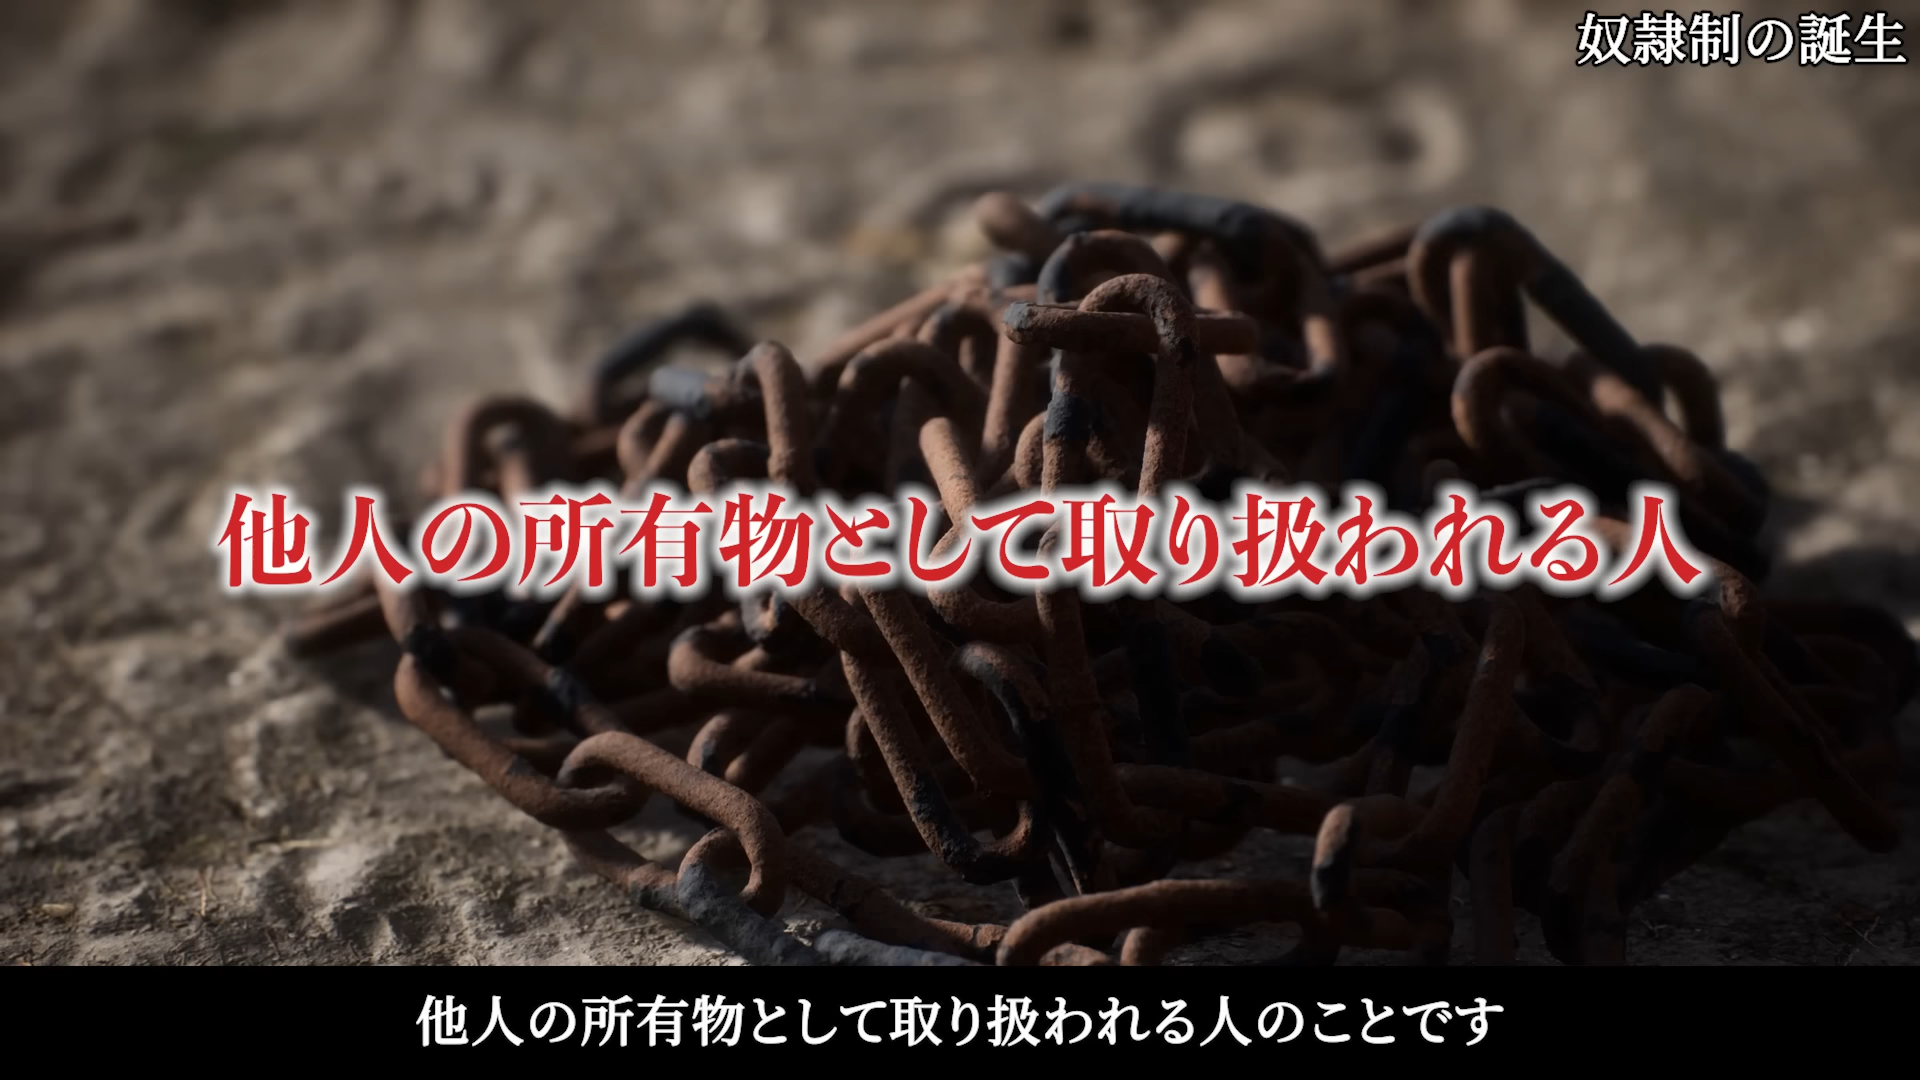 奴隷制の誕生
他人の所有物として取り扱われる人
他人の所有物として取り扱われる人のことです